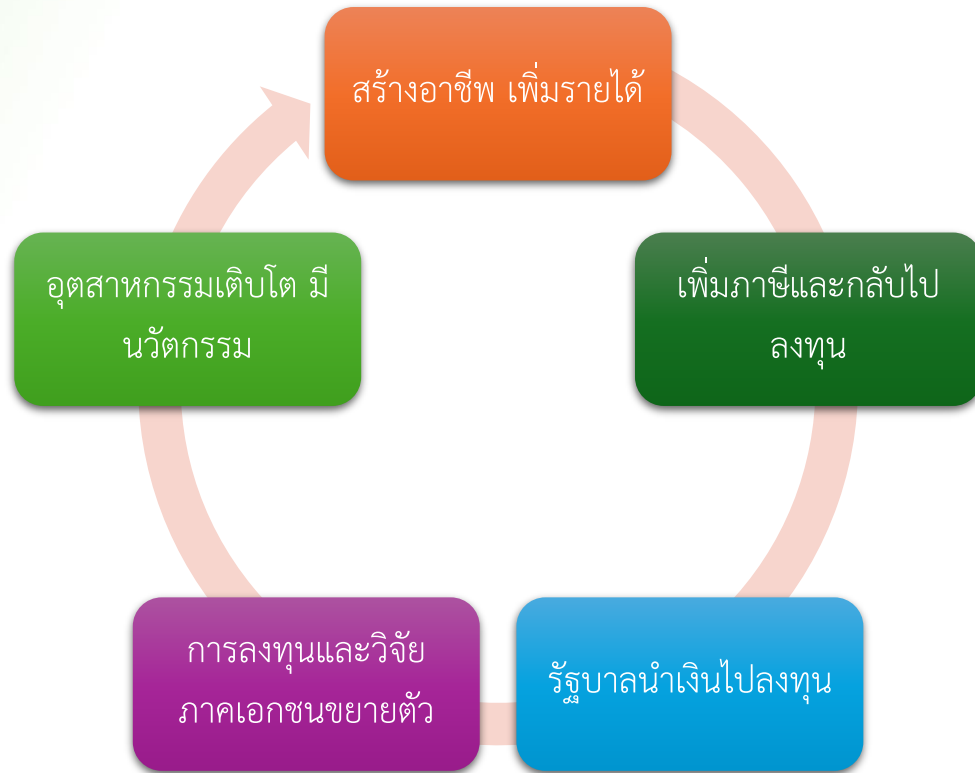 สร้างอาชีพ เพิ่มรายได้
เพิ่มภาษีและกลับไป
ลงทุน
รัฐบาลนำเงินไปลงทุน
การลงทุนและวิจัย
ภาคเอกชนขยายตัว
อุตสาหกรรมเติบโต มี
นวัตกรรม